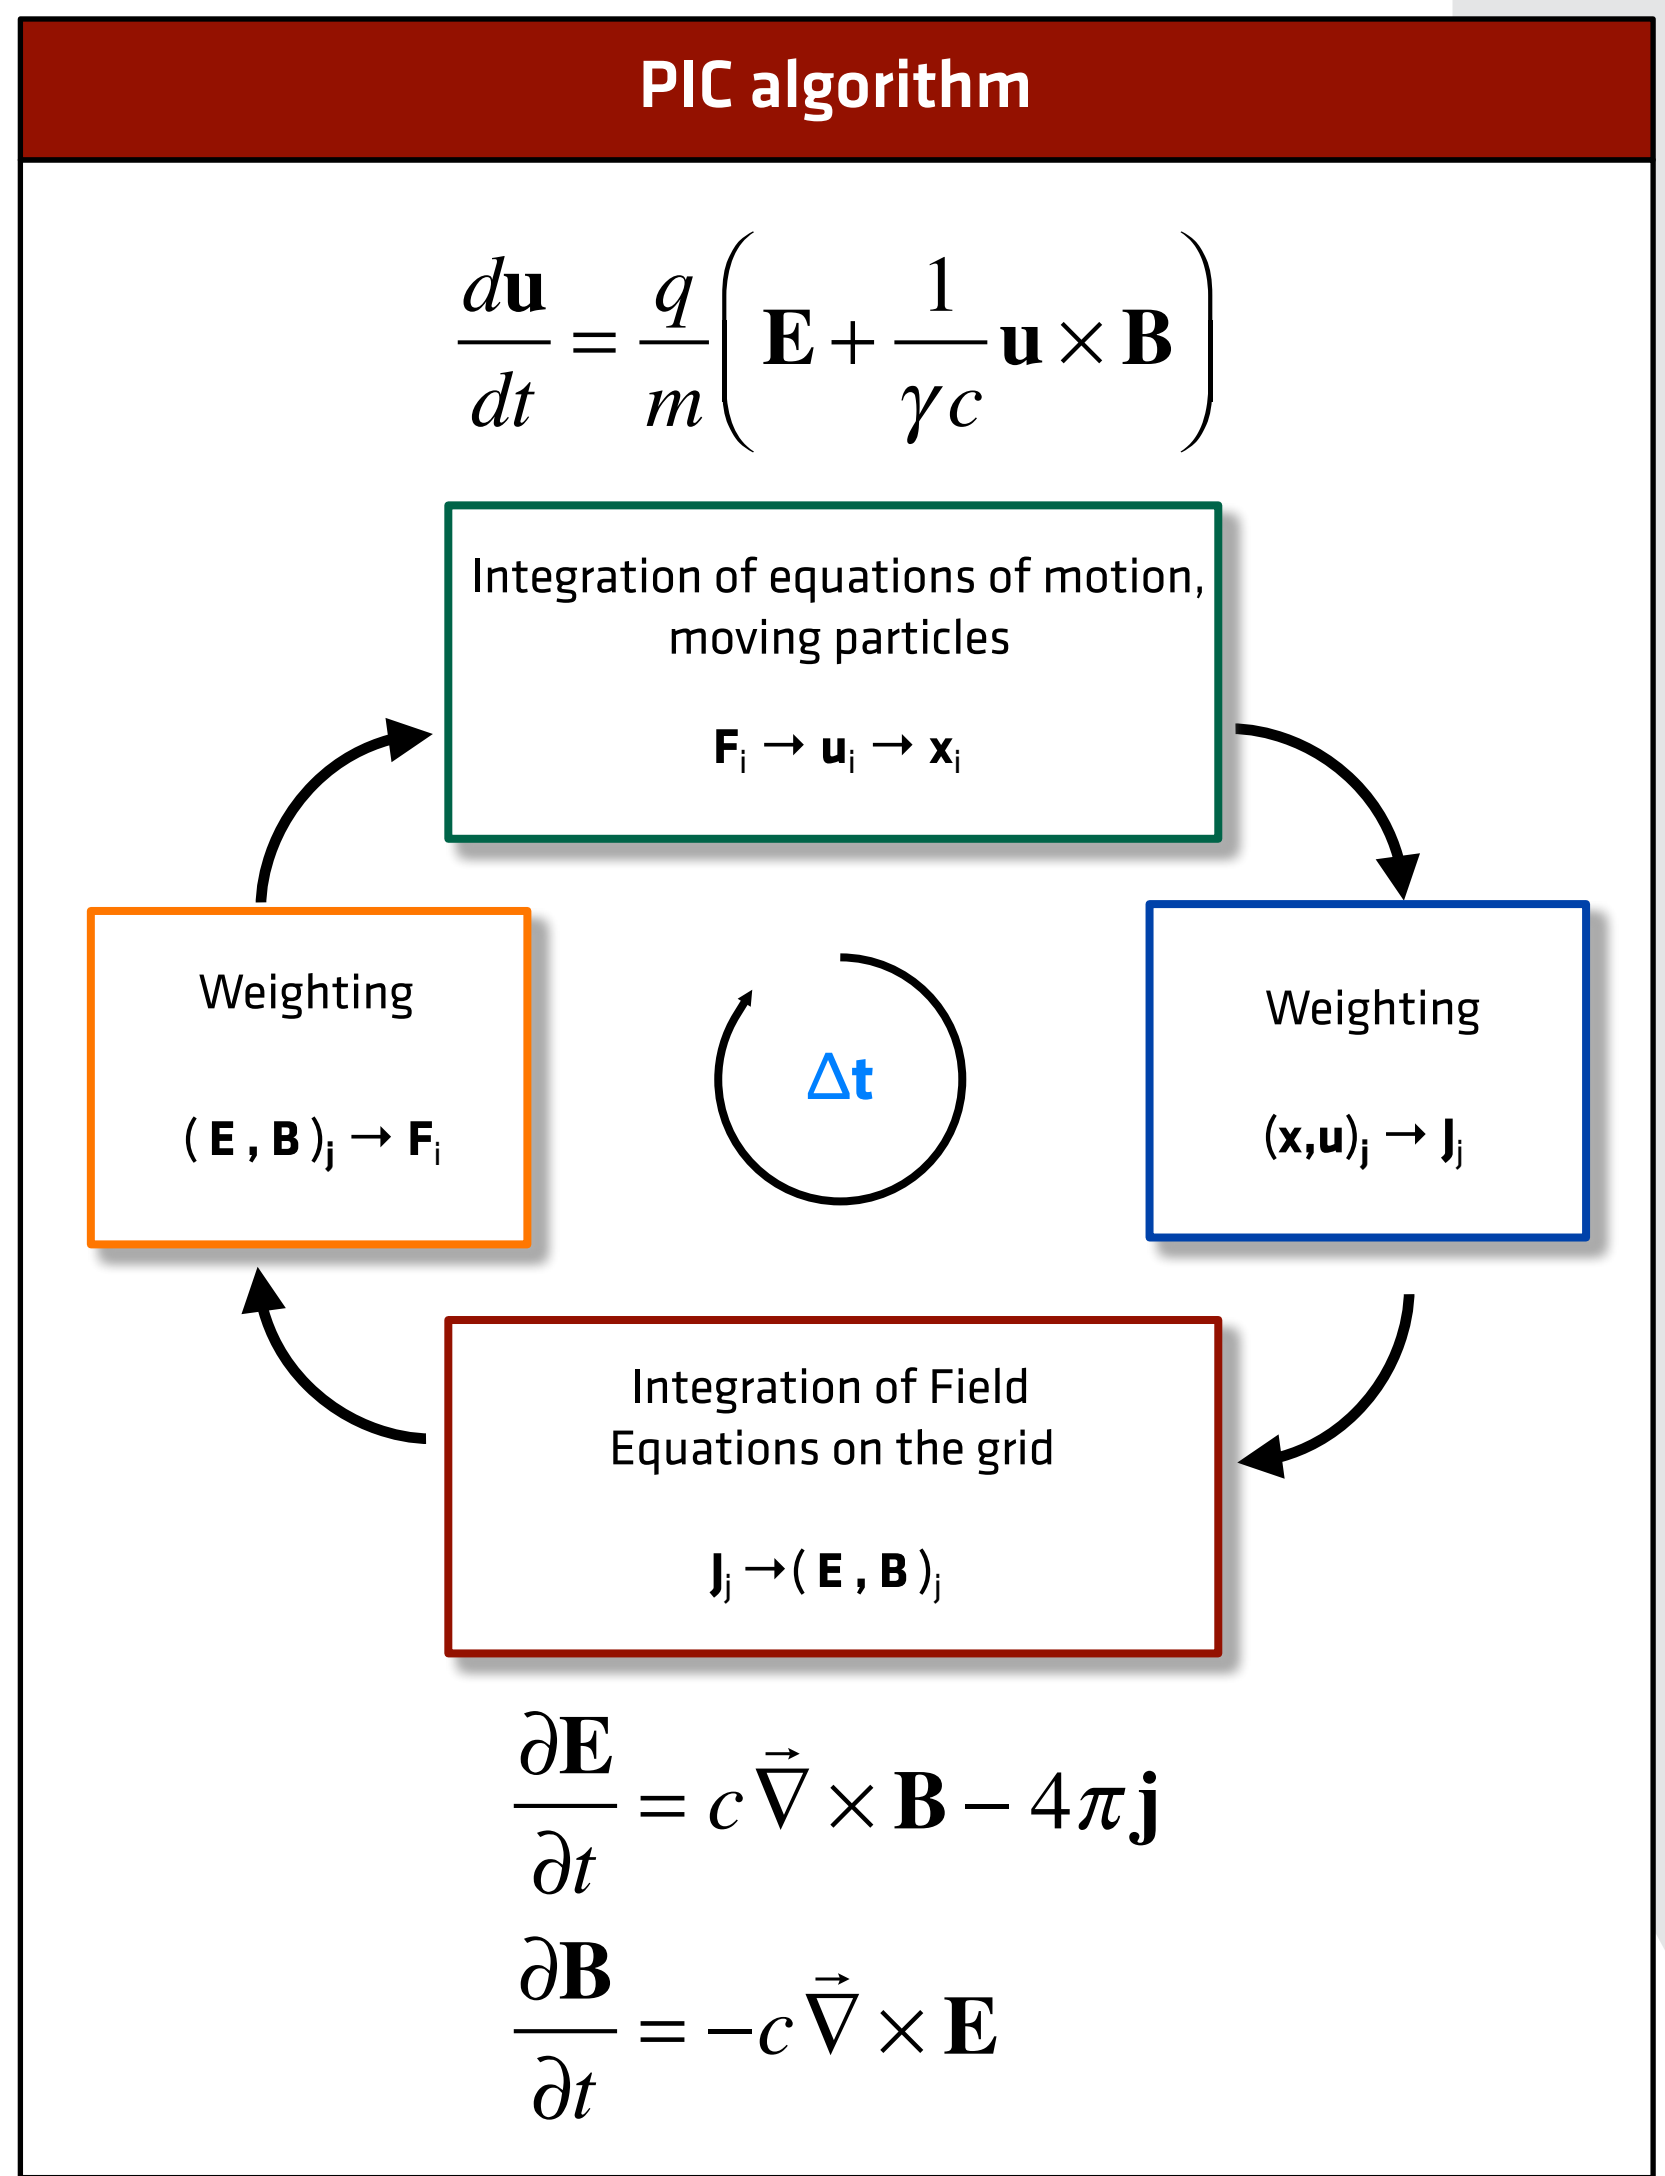 PIC algorithm
d𝐮/dt = q/m ( 𝐄 + 1/γc 𝐮 × 𝐁 )
Integration of equations of motion,
moving particles
Fᵢ → uᵢ → xᵢ
Weighting
( E , B )ⱼ → Fᵢ
Δt
Weighting
(x,u)ⱼ → Jⱼ
Integration of Field
Equations on the grid
Jⱼ →( E , B )ⱼ
∂𝐄/∂t = c ∇⃗ × 𝐁 − 4π 𝐣
∂𝐁/∂t = −c ∇⃗ × 𝐄